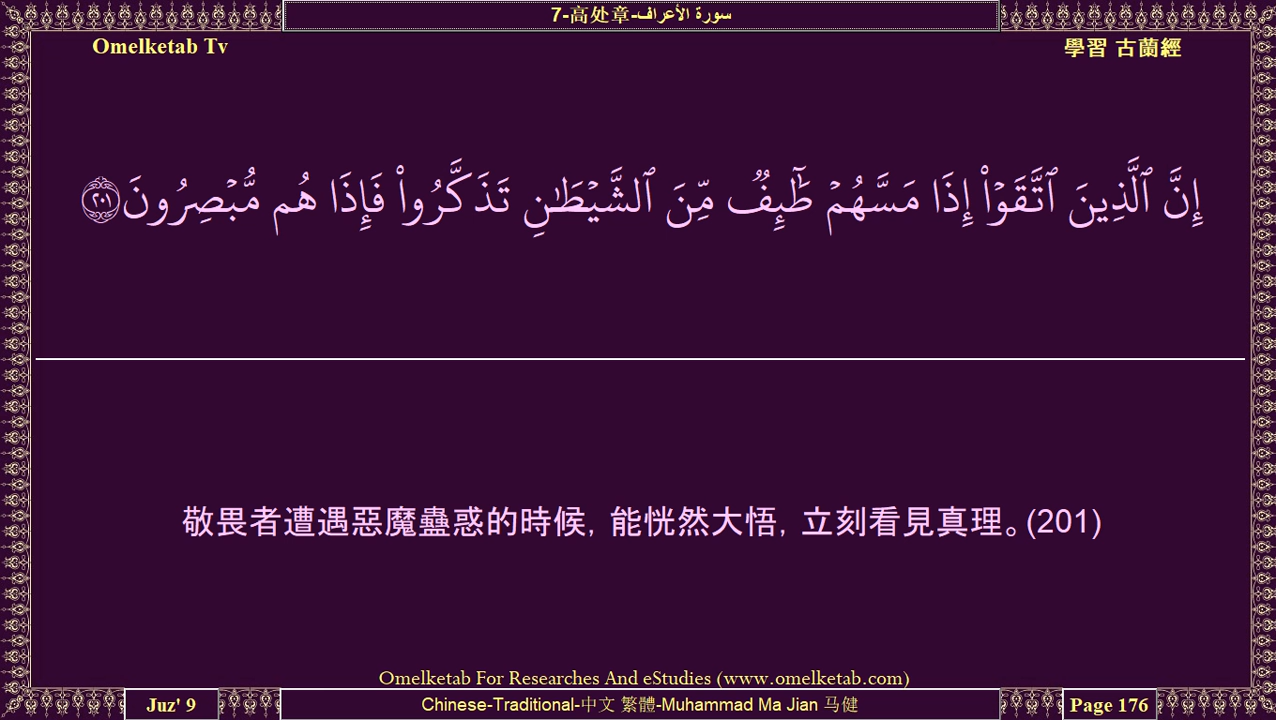 7-高处章-سورة الأعراف
Omelketab Tv
學習 古蘭經
إِنَّ ٱلَّذِينَ ٱتَّقَوۡاْ إِذَا مَسَّهُمۡ طَٰٓئِفٞ مِّنَ ٱلشَّيۡطَٰنِ تَذَكَّرُواْ فَإِذَا هُم مُّبۡصِرُونَ ٢٠١
敬畏者遭遇惡魔蠱惑的時候, 能恍然大悟, 立刻看見真理。(201)
Omelketab For Researches And eStudies (www.omelketab.com)
Juz' 9
Chinese-Traditional-中文 繁體-Muhammad Ma Jian 马健
Page 176